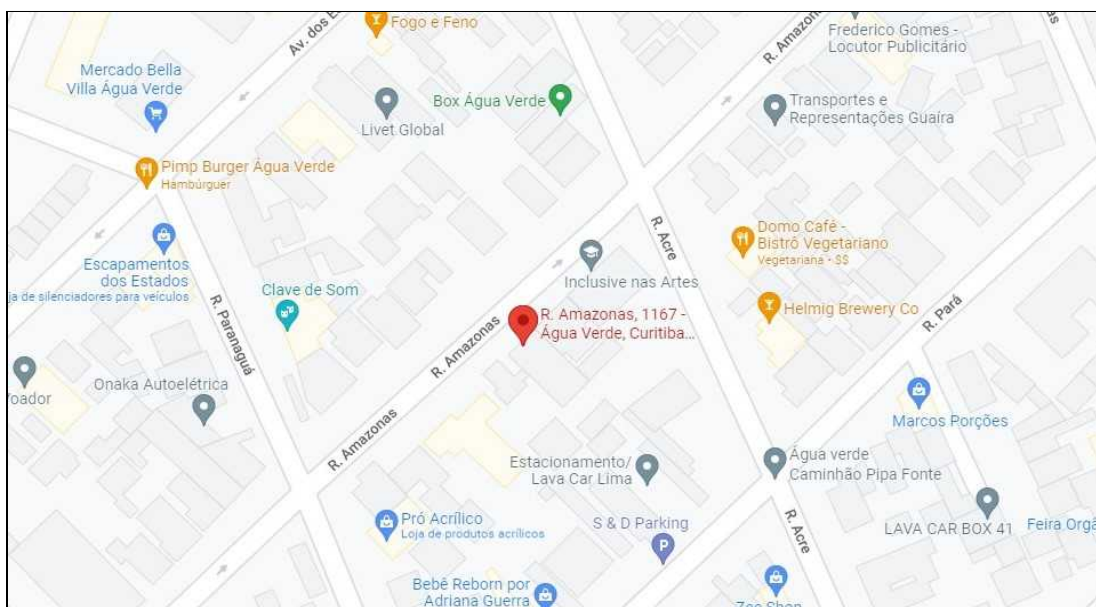 Av. dos E
Fogo e Feno
R. Amazo
Frederico Gomes -
Locutor Publicitário
as
Mercado Bella
Villa Água Verde
Livet Global
Box Água Verde
Transportes e
Representações Guaíra
Pimp Burger Água Verde
Hambúrguer
R. Acre
Domo Café -
Bistrô Vegetariano
Vegetariana - $$
Escapamentos
dos Estados
ja de silenciadores para veículos
Clave de Som
Inclusive nas Artes
R. Amazonas, 1167 -
Água Verde, Curitiba...
Helmig Brewery Co
R. Pará
R. Paranaguá
R. Amazonas
Voador
Onaka Autoelétrica
Marcos Porções
R. Amazonas
Estacionamento/
Lava Car Lima
Água verde
Caminhão Pipa Fonte
Pró Acrílico
Loja de produtos acrílicos
S & D Parking
P
R. Acre
LAVA CAR BOX 41
Feira Orgâ
Bebê Reborn por
Adriana Guerra